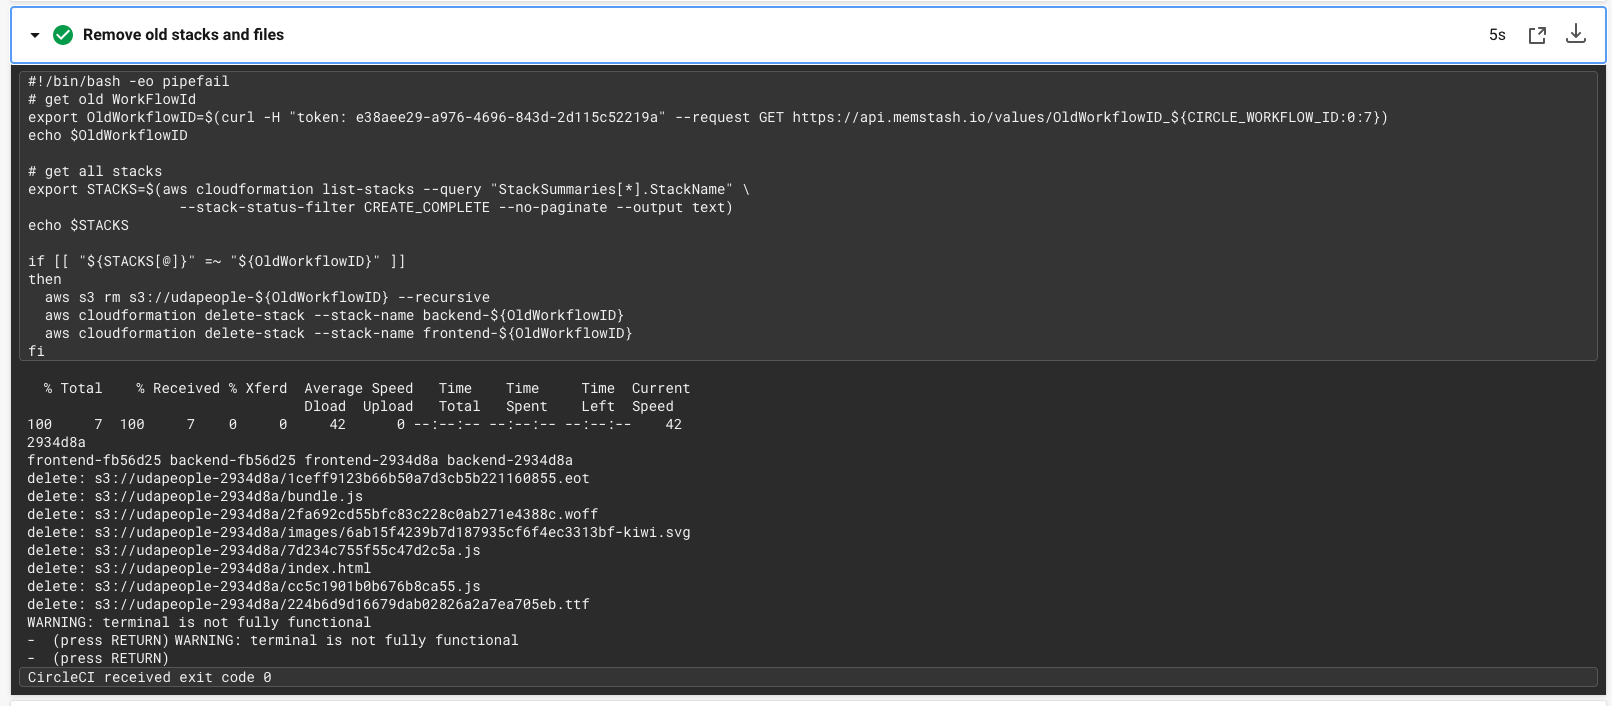 Remove old stacks and files
5s
#!/bin/bash -eo pipefail
# get old WorkFlowId
export OldWorkflowID=$(curl -H "token: e38aee29-a976-4696-843d-2d115c52219a" --request GET https://api.memstash.io/values/OldWorkflowID_${CIRCLE_WORKFLOW_ID:0:7})
echo $OldWorkflowID
# get all stacks
export STACKS=$(aws cloudformation list-stacks --query "StackSummaries[*].StackName" \
--stack-status-filter CREATE_COMPLETE --no-paginate --output text)
echo $STACKS
if [[ "${STACKS[@]}" =~ "${OldWorkflowID}" ]]
then
aws s3 rm s3://udapeople-${OldWorkflowID} --recursive
aws cloudformation delete-stack --stack-name backend-${OldWorkflowID}
aws cloudformation delete-stack --stack-name frontend-${OldWorkflowID}
fi
% Total % Received % Xferd Average Speed Time Time Time Current
Dload Upload Total Spent Left Speed
100 7 100 7 0 0 42 0 --:--:-- --:--:-- --:--:-- 42
2934d8a
frontend-fb56d25 backend-fb56d25 frontend-2934d8a backend-2934d8a
delete: s3://udapeople-2934d8a/1ceff9123b66b50a7d3cb5b221160855.eot
delete: s3://udapeople-2934d8a/bundle.js
delete: s3://udapeople-2934d8a/2fa692cd55bfc83c228c0ab271e4388c.woff
delete: s3://udapeople-2934d8a/images/6ab15f4239b7d187935cf6f4ec3313bf-kiwi.svg
delete: s3://udapeople-2934d8a/7d234c755f55c47d2c5a.js
delete: s3://udapeople-2934d8a/index.html
delete: s3://udapeople-2934d8a/cc5c1901b0b676b8ca55.js
delete: s3://udapeople-2934d8a/224b6d9d16679dab02826a2a7ea705eb.ttf
WARNING: terminal is not fully functional
-  (press RETURN)WARNING: terminal is not fully functional
-  (press RETURN)
CircleCI received exit code 0